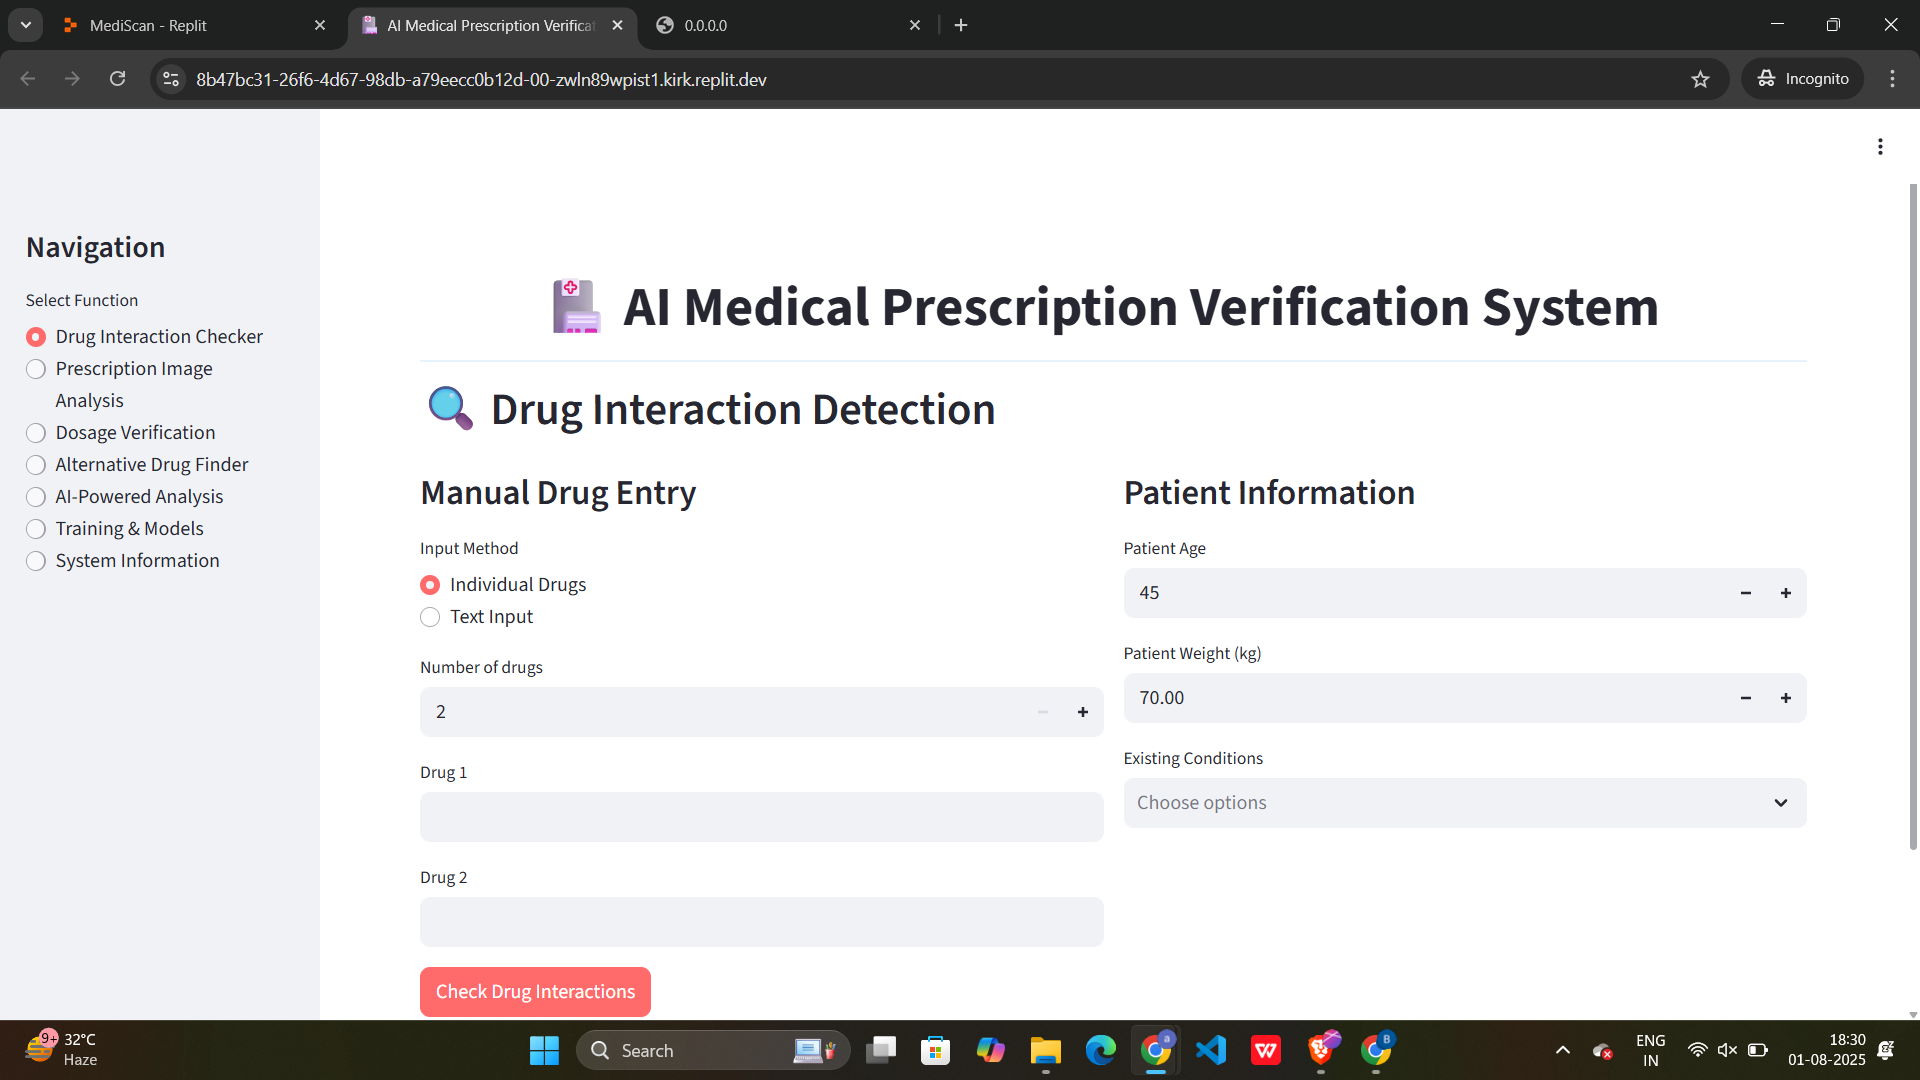 MediScan - Replit
AI Medical Prescription Verificat
0.0.0.0
8b47bc31-26f6-4d67-98db-a79eecc0b12d-00-zwln89wpist1.kirk.replit.dev
Incognito
Navigation
Select Function
Drug Interaction Checker
Prescription Image
Analysis
Dosage Verification
Alternative Drug Finder
AI-Powered Analysis
Training & Models
System Information
AI Medical Prescription Verification System
Drug Interaction Detection
Manual Drug Entry
Input Method
Individual Drugs
Text Input
Number of drugs
2
Drug 1
Drug 2
Check Drug Interactions
Patient Information
Patient Age
45
Patient Weight (kg)
70.00
Existing Conditions
Choose options
9+
32°C
Haze
Search
a
B
ENG
IN
18:30
01-08-2025